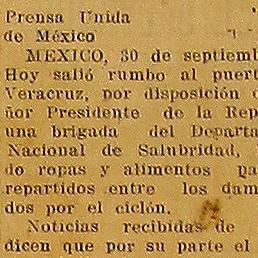 Prensa Unida
de México
MEXICO, 30 de septiemb
Hoy salió rumbo al puert
Veracruz, por disposición d
ñor Presidente de la Rep
una brigada del Departa
Nacional de Salubridad,
do ropas y alimentos pa
repartidos entre los dam
dos por el ciclón.
Noticias recibidas de
dicen que por su parte el